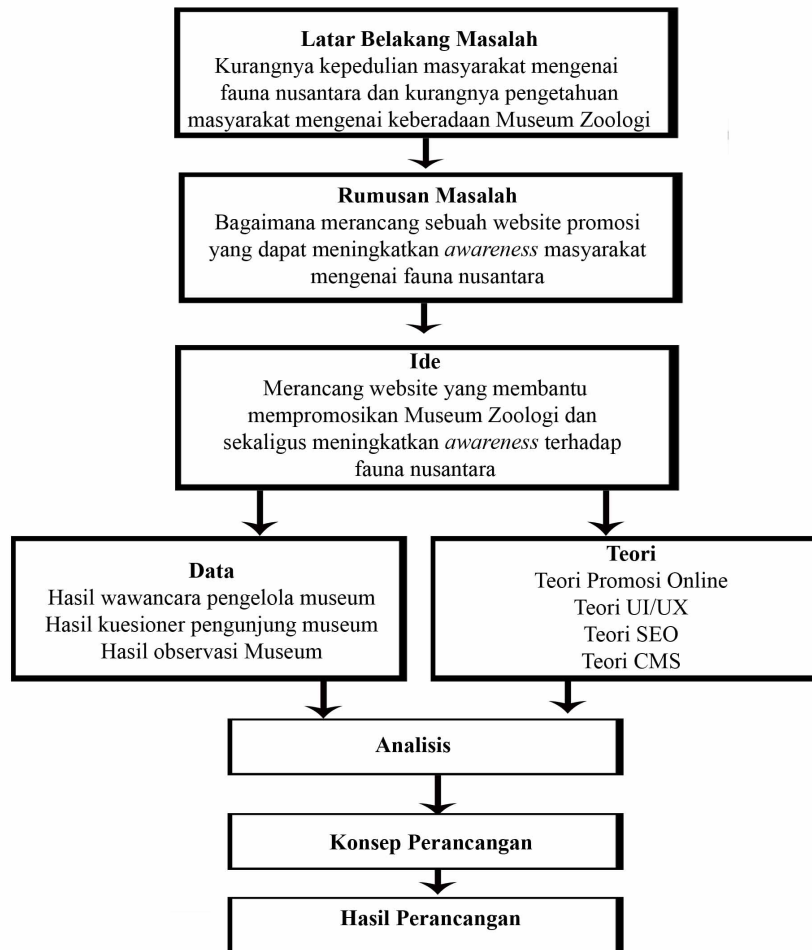 Latar Belakang Masalah
Kurangnya kepedulian masyarakat mengenai
fauna nusantara dan kurangnya pengetahuan
masyarakat mengenai keberadaan Museum Zoologi
Rumusan Masalah
Bagaimana merancang sebuah website promosi
yang dapat meningkatkan awareness masyarakat
mengenai fauna nusantara
Ide
Merancang website yang membantu
mempromosikan Museum Zoologi dan
sekaligus meningkatkan awareness terhadap
fauna nusantara
Data
Hasil wawancara pengelola museum
Hasil kuesioner pengunjung museum
Hasil observasi Museum
Teori
Teori Promosi Online
Teori UI/UX
Teori SEO
Teori CMS
Analisis
Konsep Perancangan
Hasil Perancangan